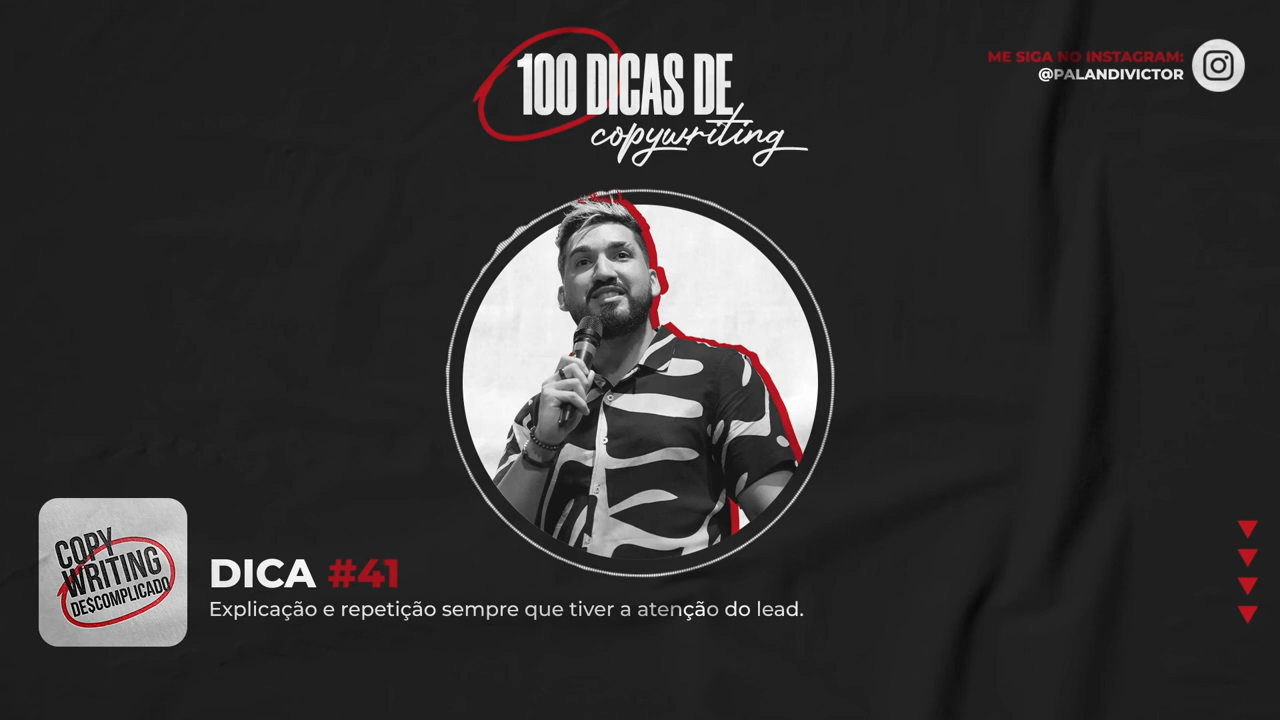 100 DICAS DE
copywriting
ME SIGA NO INSTAGRAM:
@PALANDIVICTOR
COPY
WRITING
DESCOMPLICADO
DICA #41
Explicação e repetição sempre que tiver a atenção do lead.